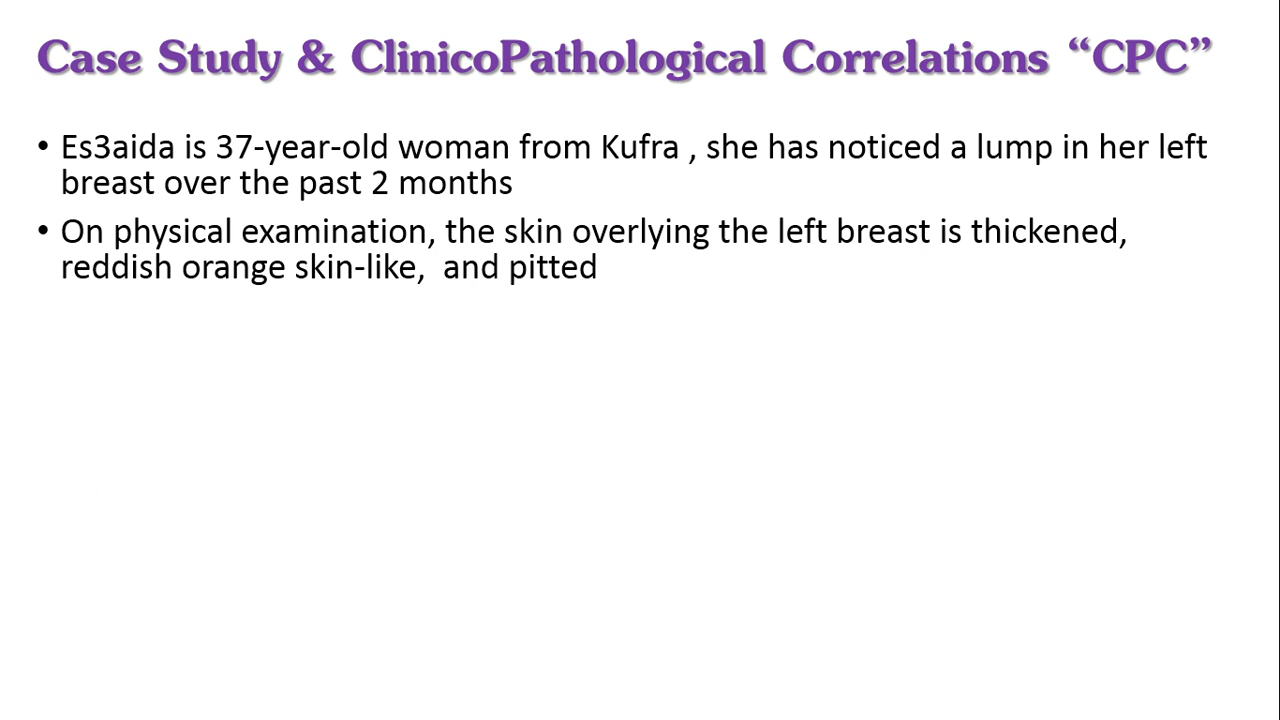 Case Study & ClinicoPathological Correlations “CPC”
• Es3aida is 37-year-old woman from Kufra , she has noticed a lump in her left
breast over the past 2 months
• On physical examination, the skin overlying the left breast is thickened,
reddish orange skin-like,  and pitted